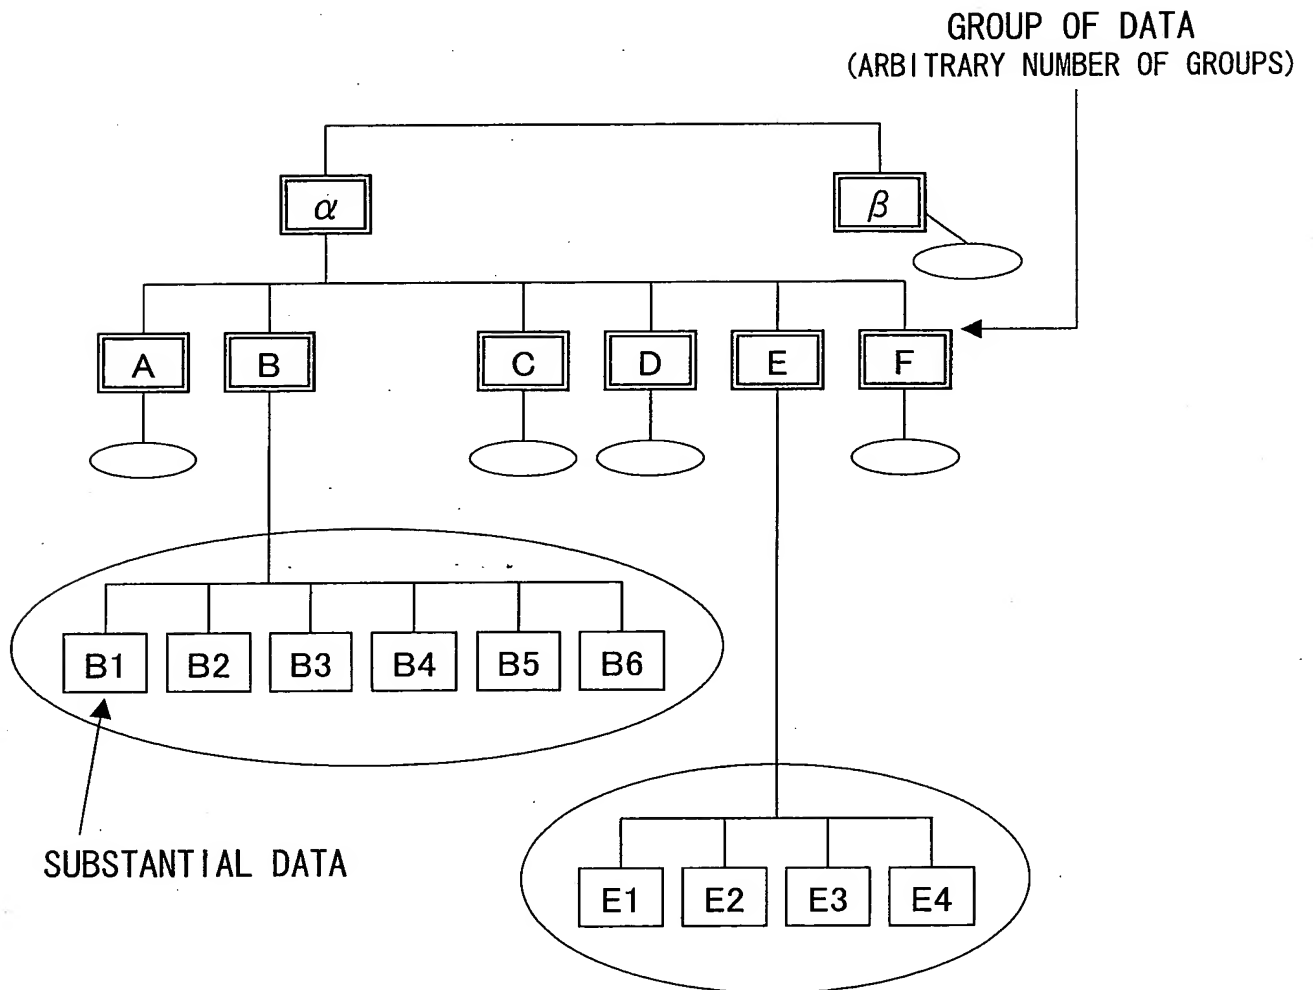 GROUP OF DATA
(ARBITRARY NUMBER OF GROUPS)
α
β
A
B
C
D
E
F
B1
B2
B3
B4
B5
B6
SUBSTANTIAL DATA
E1
E2
E3
E4